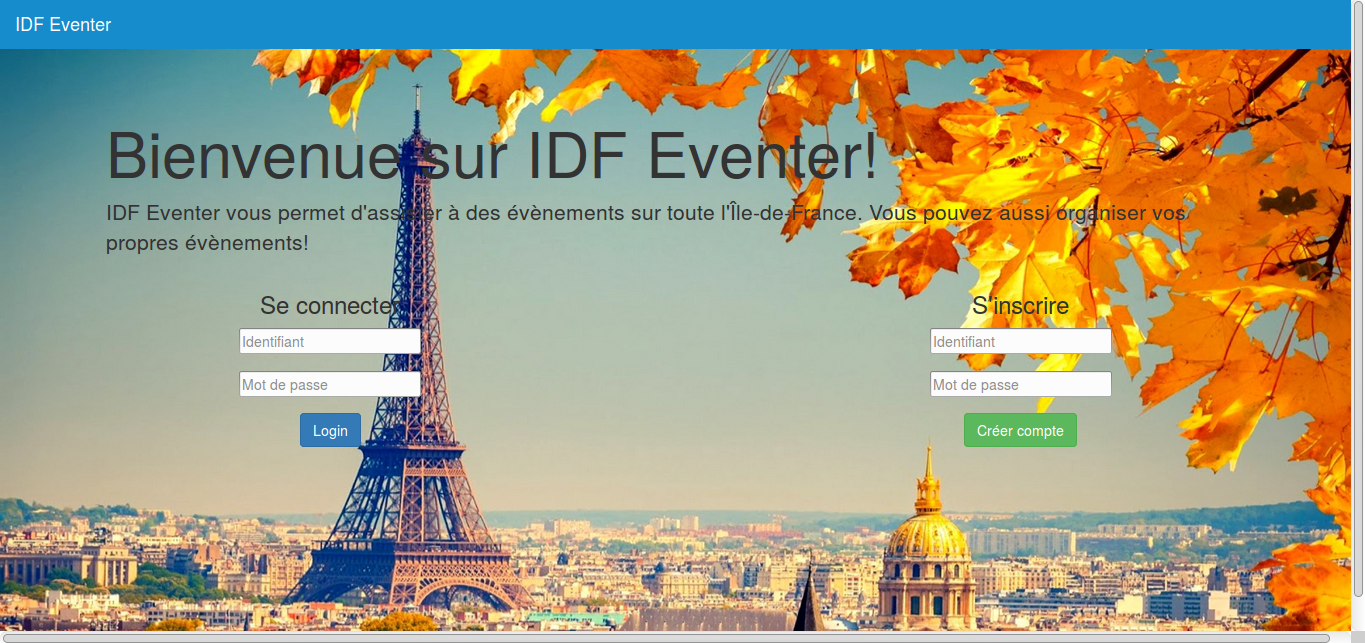 IDF Eventer
Bienvenue sur IDF Eventer!
IDF Eventer vous permet d'assister à des évènements sur toute l'Île-de-France. Vous pouvez aussi organiser vos
propres évènements!
Se connecter
S'inscrire
Identifiant
Identifiant
Mot de passe
Mot de passe
Login
Créer compte